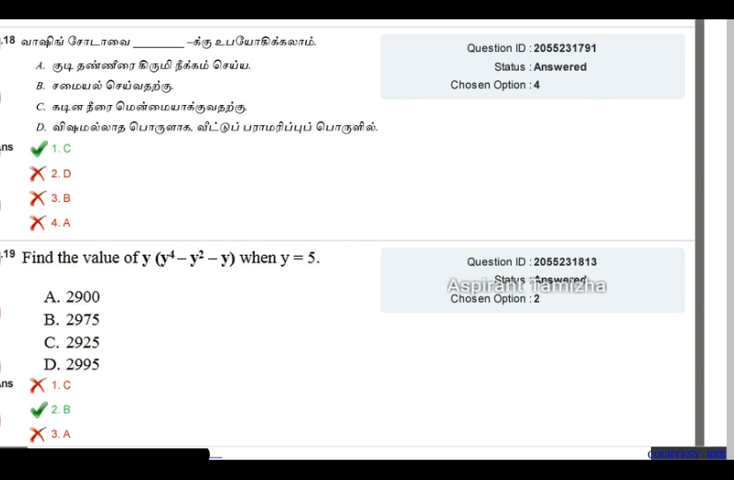 .18 வாஷிங் சோடாவை ________ –க்கு உபயோகிக்கலாம்.
A. குடி தண்ணீரை கிருமி நீக்கம் செய்ய.
B. சமையல் செய்வதற்கு.
C. கடின நீரை மென்மையாக்குவதற்கு.
D. விஷமல்லாத பொருளாக, வீட்டுப் பராமரிப்புப் பொருளில்.
ns 1. C
2. D
3. B
4. A
Question ID : 2055231791
Status : Answered
Chosen Option : 4
.19 Find the value of y (y⁴ – y² – y) when y = 5.
A. 2900
B. 2975
C. 2925
D. 2995
ns 1. C
2. B
3. A
Question ID : 2055231813
Status : Answered
Aspirant Tamizha
Chosen Option : 2
COURTESY : RRB